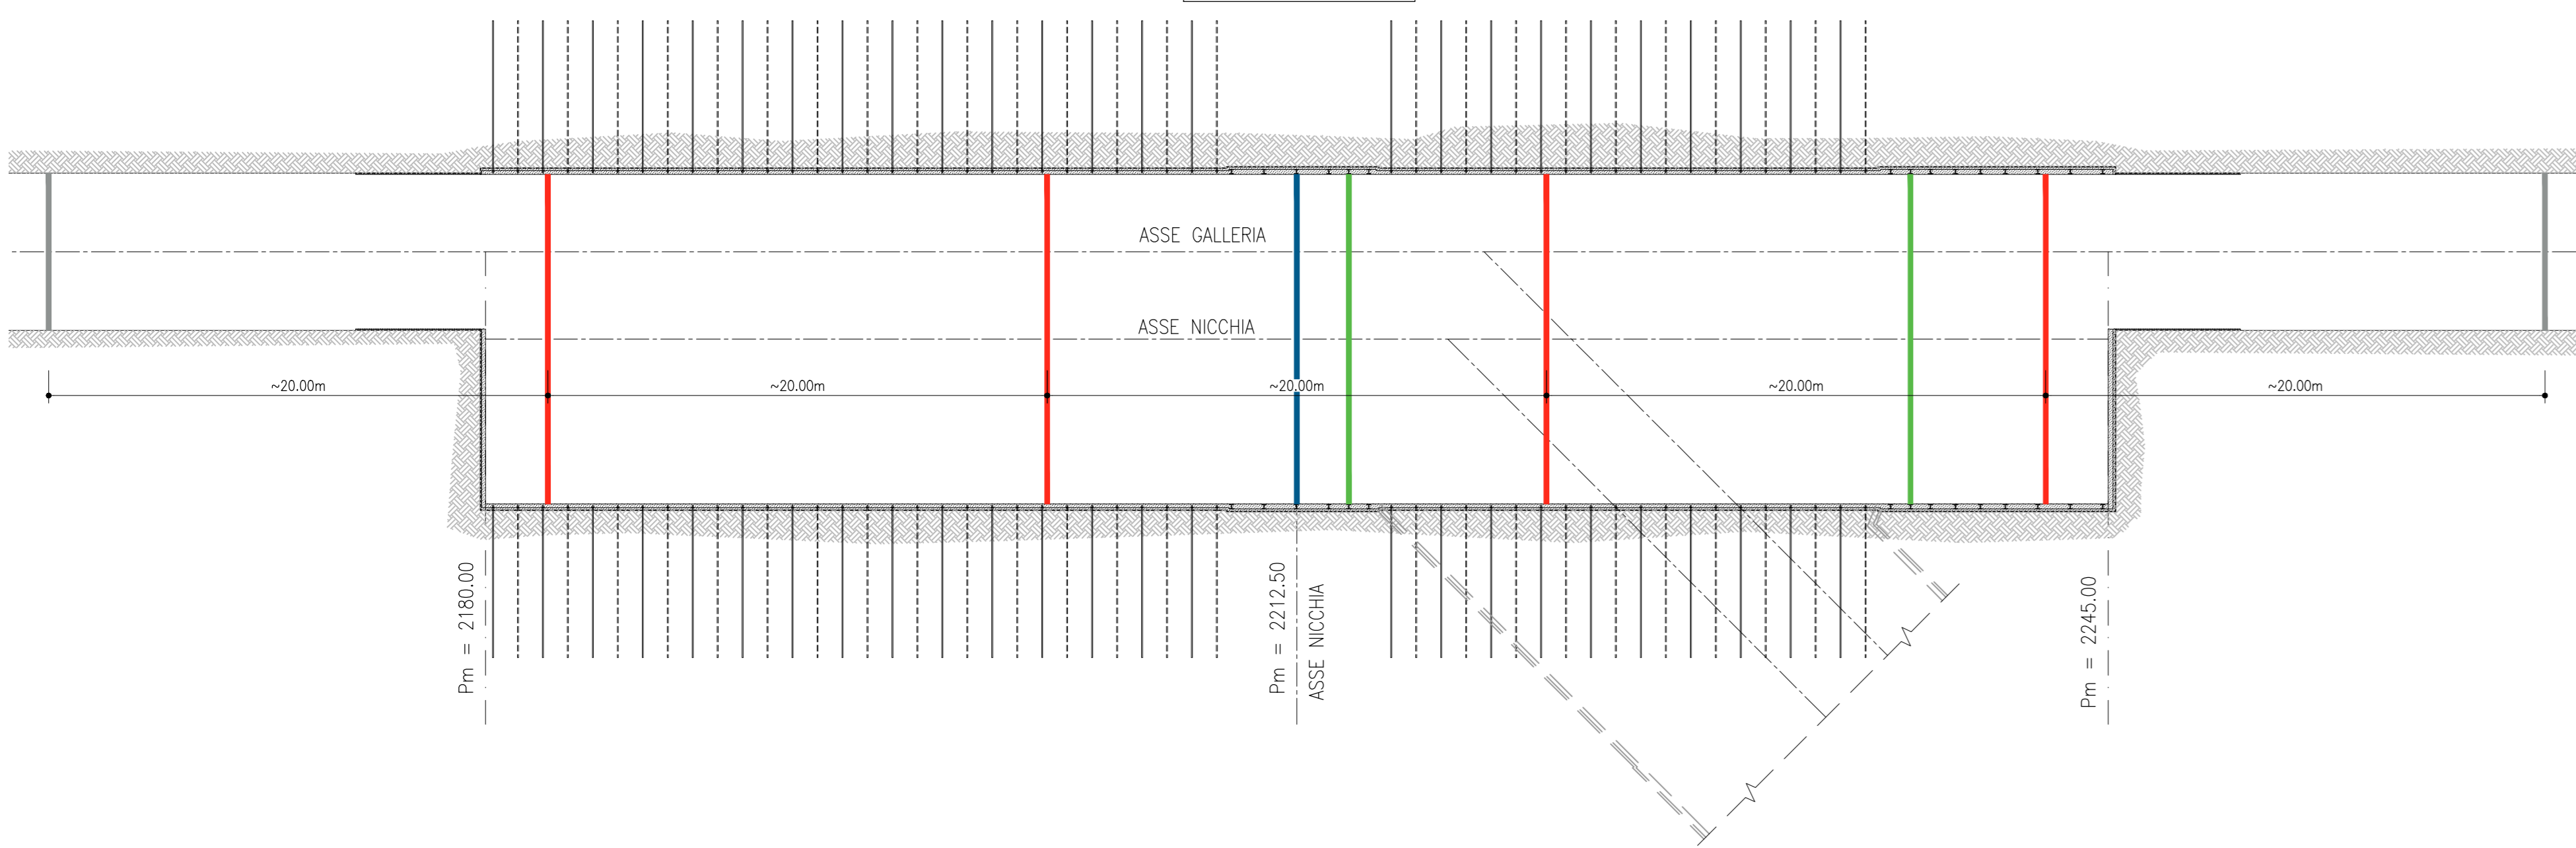 ASSE GALLERIA
ASSE NICCHIA
~20.00m
~20.00m
~20.00m
~20.00m
~20.00m
Pm = 2180.00
Pm = 2212.50
ASSE NICCHIA
Pm = 2245.00